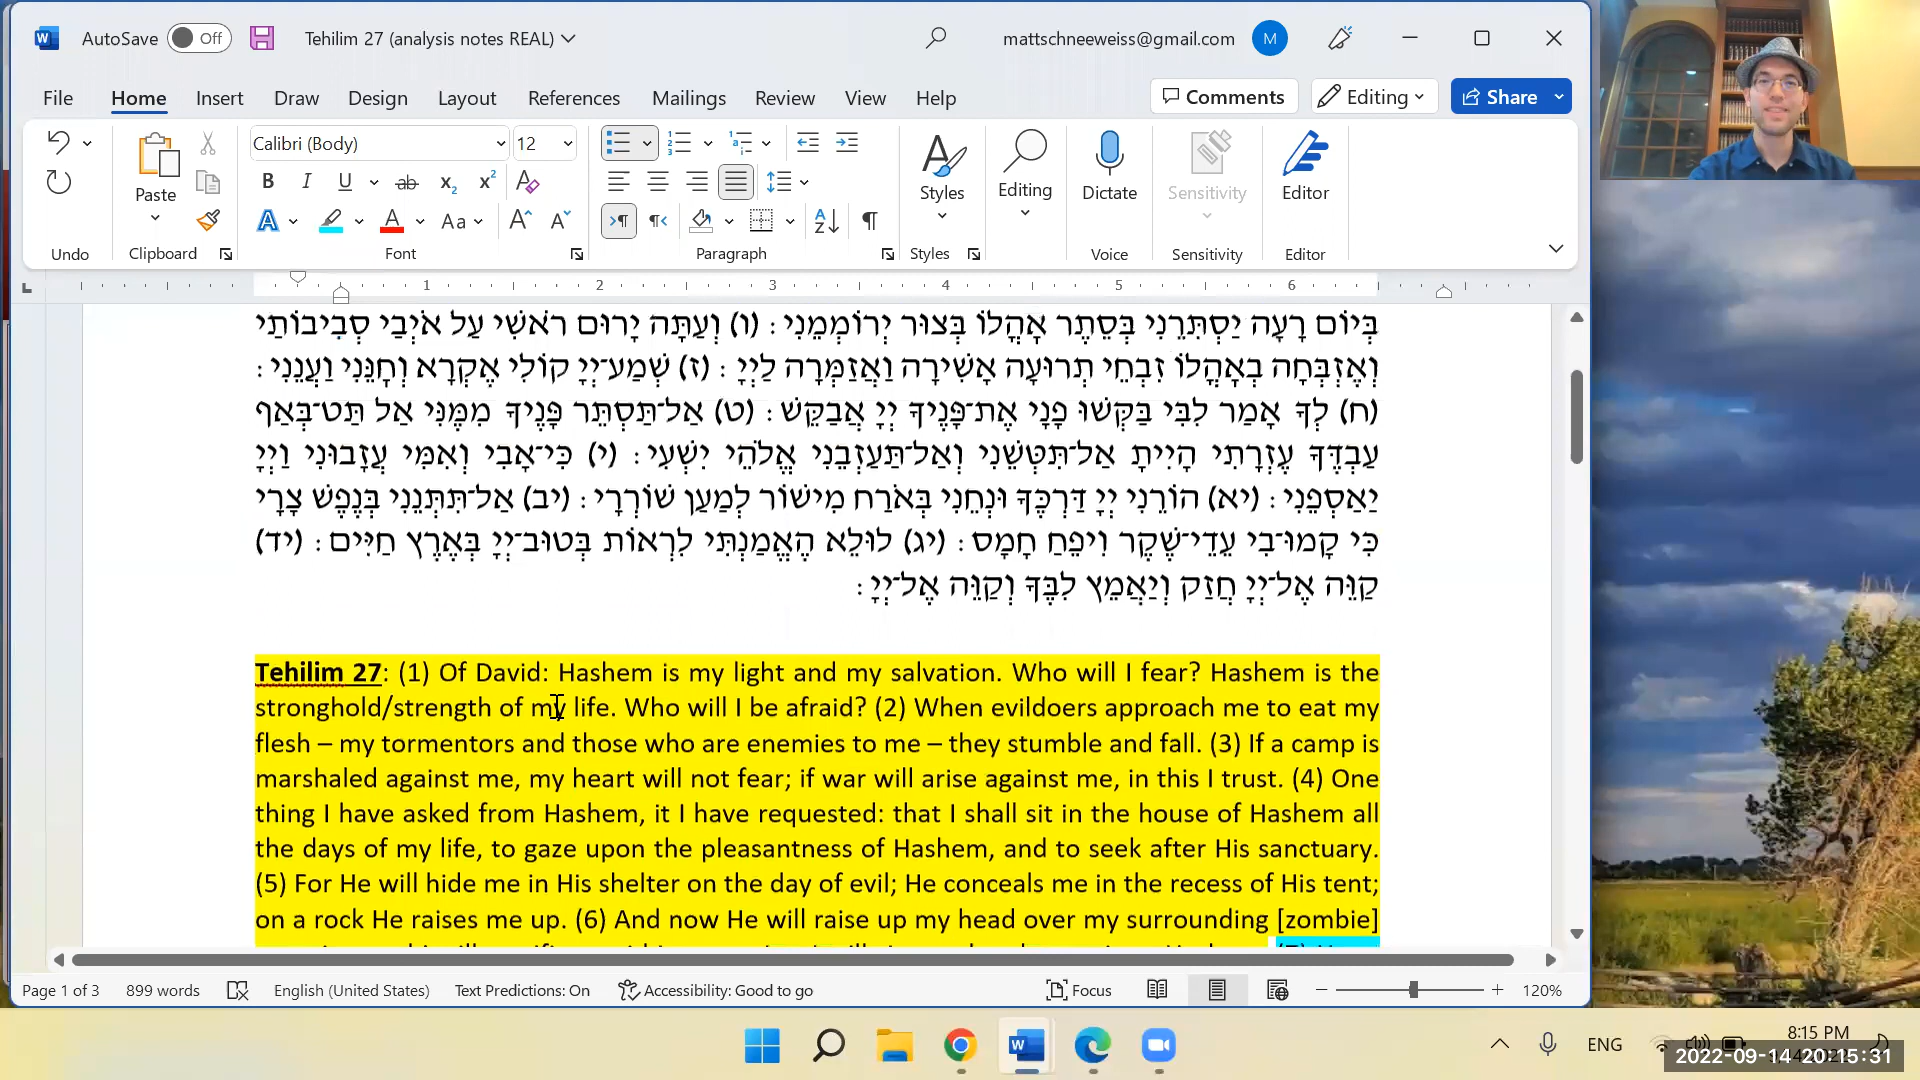 AutoSave Off Tehilim 27 (analysis notes REAL) mattschneeweiss@gmail.com M
File Home Insert Draw Design Layout References Mailings Review View Help Comments Editing Share
Calibri (Body) 12
Paste Styles Editing Dictate Sensitivity Editor
Undo Clipboard Font Paragraph Styles Voice Sensitivity Editor
1 2 3 4 5 6
בְּיוֹם רָעָה יַסְתִּרֵנִי בְּסֵתֶר אָהֳלוֹ בְּצוּר יְרוֹמְמֵנִי : (ו) וְעַתָּה יָרוּם רֹאשִׁי עַל אֹיְבַי סְבִיבוֹתַי
וְאֶזְבְּחָה בְאָהֳלוֹ זִבְחֵי תְרוּעָה אָשִׁירָה וַאֲזַמְּרָה לַייָ : (ז) שְׁמַע־יְיָ קוֹלִי אֶקְרָא וְחָנֵּנִי וַעֲנֵנִי :
(ח) לְךָ אָמַר לִבִּי בַּקְּשׁוּ פָנָי אֶת־פָּנֶיךָ יְיָ אֲבַקֵּשׁ : (ט) אַל־תַּסְתֵּר פָּנֶיךָ מִמֶּנִּי אַל תַּט־בְּאַף
עַבְדֶּךָ עֶזְרָתִי הָיִיתָ אַל־תִּטְּשֵׁנִי וְאַל־תַּעַזְבֵנִי אֱלֹהֵי יִשְׁעִי : (י) כִּי־אָבִי וְאִמִּי עֲזָבוּנִי וַייָ
יַאַסְפֵנִי : (יא) הוֹרֵנִי יְיָ דַּרְכֶּךָ וּנְחֵנִי בְּאֹרַח מִישׁוֹר לְמַעַן שׁוֹרְרָי : (יב) אַל־תִּתְּנֵנִי בְּנֶפֶשׁ צָרָי
כִּי קָמוּ־בִי עֵדֵי־שֶׁקֶר וִיפֵחַ חָמָס : (יג) לוּלֵא הֶאֱמַנְתִּי לִרְאוֹת בְּטוּב־יְיָ בְּאֶרֶץ חַיִּים : (יד)
קַוֵּה אֶל־יְיָ חֲזַק וְיַאֲמֵץ לִבֶּךָ וְקַוֵּה אֶל־יְיָ :
Tehilim 27: (1) Of David: Hashem is my light and my salvation. Who will I fear? Hashem is the
stronghold/strength of my life. Who will I be afraid? (2) When evildoers approach me to eat my
flesh – my tormentors and those who are enemies to me – they stumble and fall. (3) If a camp is
marshaled against me, my heart will not fear; if war will arise against me, in this I trust. (4) One
thing I have asked from Hashem, it I have requested: that I shall sit in the house of Hashem all
the days of my life, to gaze upon the pleasantness of Hashem, and to seek after His sanctuary.
(5) For He will hide me in His shelter on the day of evil; He conceals me in the recess of His tent;
on a rock He raises me up. (6) And now He will raise up my head over my surrounding [zombie]
Page 1 of 3 899 words English (United States) Text Predictions: On Accessibility: Good to go Focus 120%
ENG 8:15 PM
2022-09-14 20:15:31